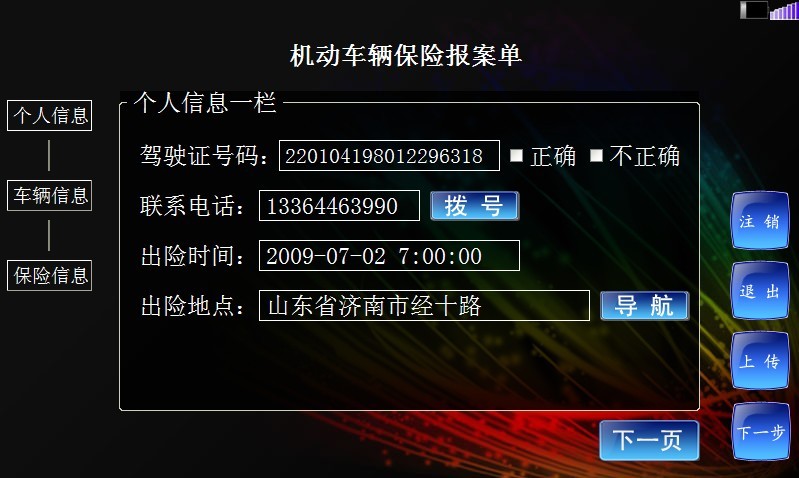 机动车辆保险报案单
个人信息
车辆信息
保险信息
个人信息一栏
驾驶证号码： 220104198012296318 正确 不正确
联系电话： 13364463990 拨 号
出险时间： 2009-07-02 7:00:00
出险地点： 山东省济南市经十路 导 航
下一页
注 销
退 出
上 传
下一步